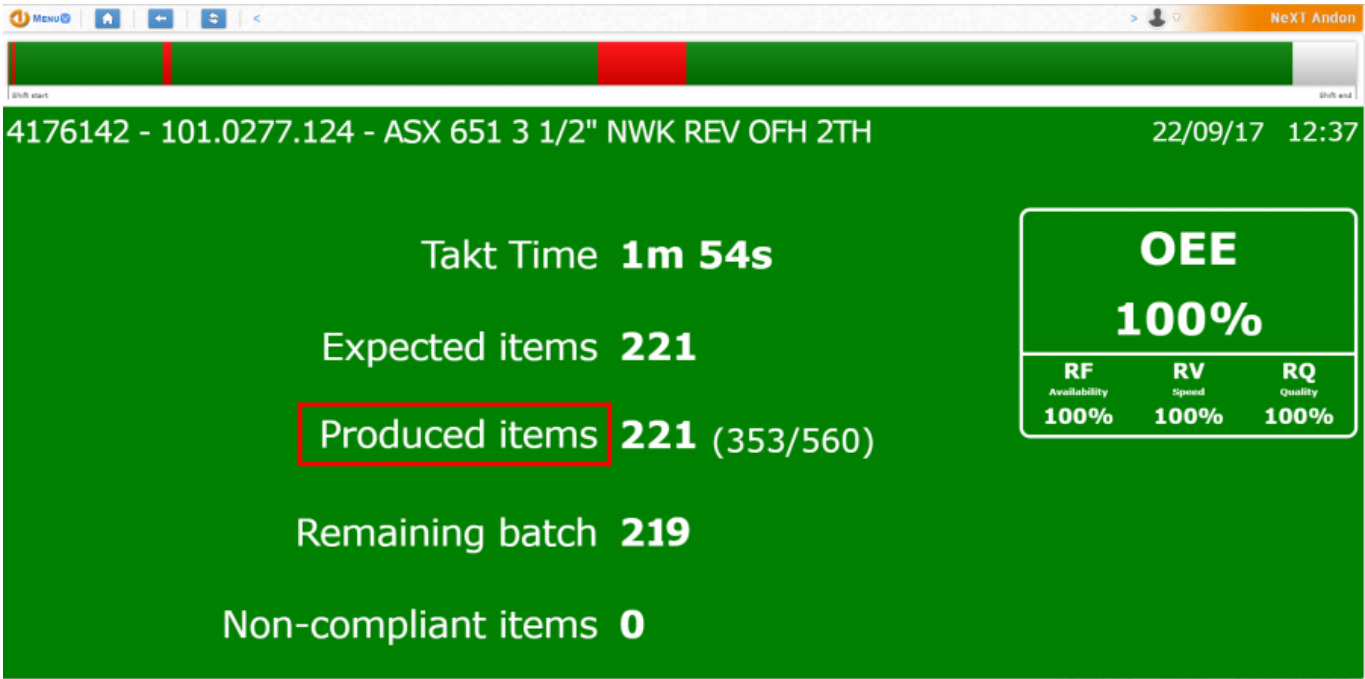 MENU
NeXT Andon
Shift start
Shift end
4176142 - 101.0277.124 - ASX 651 3 1/2" NWK REV OFH 2TH
22/09/17 12:37
Takt Time 1m 54s
Expected items 221
Produced items 221 (353/560)
Remaining batch 219
Non-compliant items 0
OEE
100%
RF RV RQ
Availability Speed Quality
100% 100% 100%